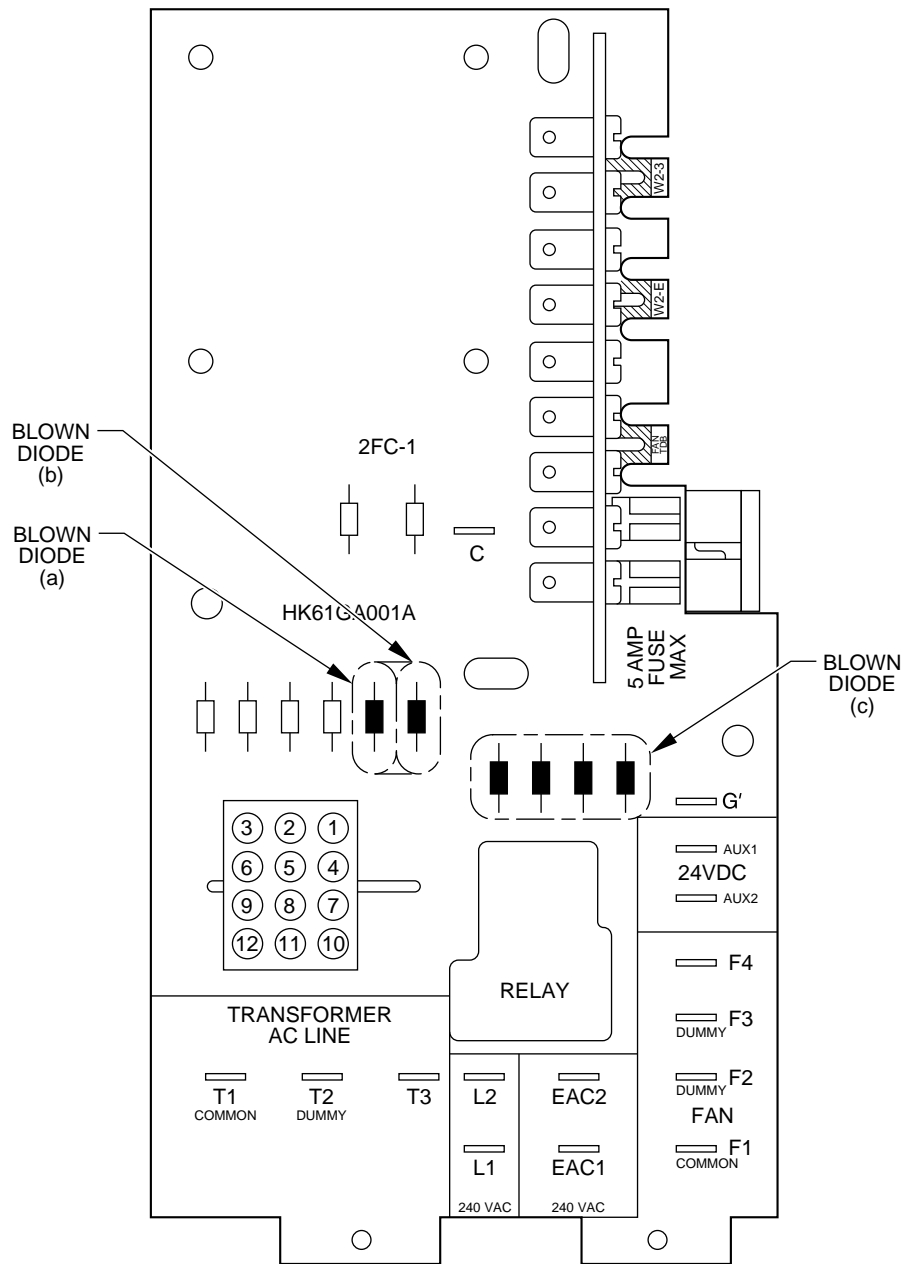 W2-3
W2-E
FAN
TDB
BLOWN
DIODE
(b)
2FC-1
BLOWN
DIODE
(a)
C
HK61GA001A
5 AMP
FUSE
MAX
BLOWN
DIODE
(c)
G′
3 2 1
6 5 4
9 8 7
12 11 10
AUX1
24VDC
AUX2
RELAY
F4
TRANSFORMER
AC LINE
F3
DUMMY
T1
COMMON
T2
DUMMY
T3
L2
EAC2
F2
DUMMY
FAN
L1
EAC1
F1
COMMON
240 VAC
240 VAC